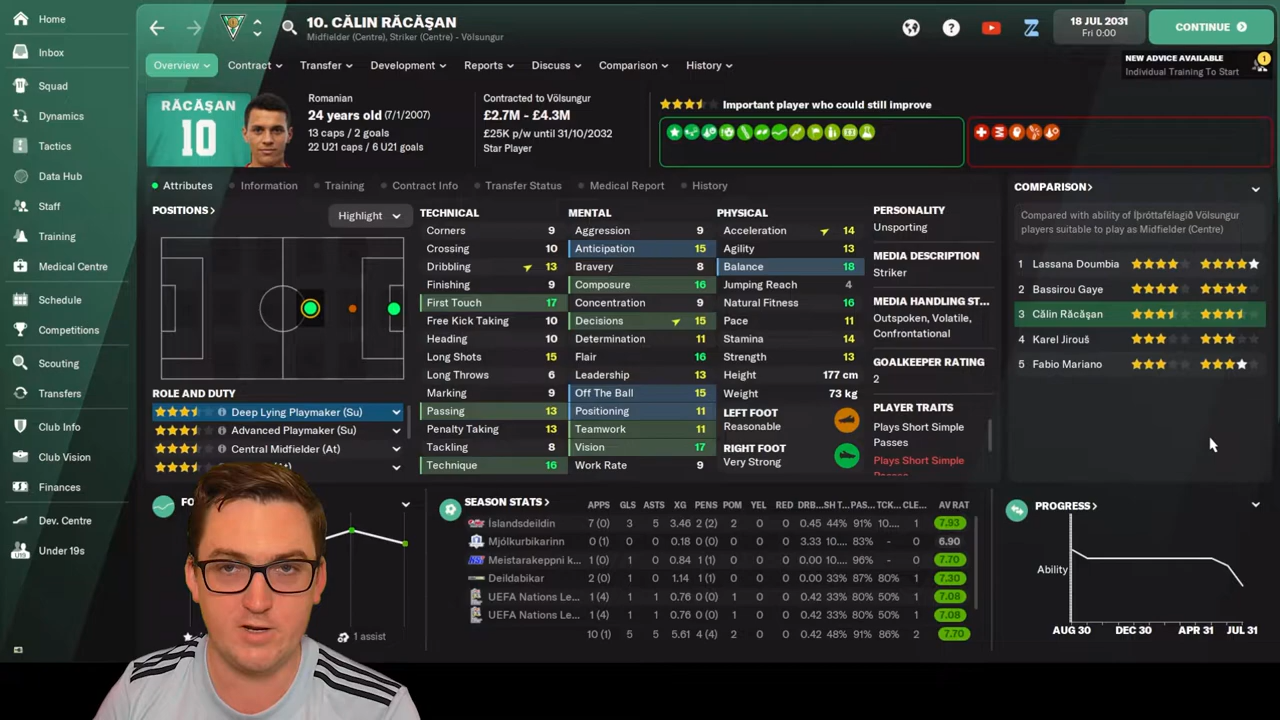 Home
Inbox
Squad
Dynamics
Tactics
Data Hub
Staff
Training
Medical Centre
Schedule
Competitions
Scouting
Transfers
Club Info
Club Vision
Finances
Dev. Centre
Under 19s
10. CĂLIN RĂCĂŞAN
Midfielder (Centre), Striker (Centre) - Völsungur
18 JUL 2031
Fri 0:00
CONTINUE
NEW ADVICE AVAILABLE
1
Individual Training To Start
Overview
Contract
Transfer
Development
Reports
Discuss
Comparison
History
RĂCĂŞAN
10
Romanian
24 years old (7/1/2007)
13 caps / 2 goals
22 U21 caps / 6 U21 goals
Contracted to Völsungur
£2.7M - £4.3M
£25K p/w until 31/10/2032
Star Player
Important player who could still improve
Attributes
Information
Training
Contract Info
Transfer Status
Medical Report
History
POSITIONS
Highlight
ROLE AND DUTY
Deep Lying Playmaker (Su)
Advanced Playmaker (Su)
Central Midfielder (At)
TECHNICAL
Corners 9
Crossing 10
Dribbling 13
Finishing 9
First Touch 17
Free Kick Taking 10
Heading 10
Long Shots 15
Long Throws 6
Marking 9
Passing 13
Penalty Taking 13
Tackling 8
Technique 16
MENTAL
Aggression 9
Anticipation 15
Bravery 8
Composure 16
Concentration 9
Decisions 15
Determination 11
Flair 16
Leadership 13
Off The Ball 15
Positioning 11
Teamwork 11
Vision 17
Work Rate 9
PHYSICAL
Acceleration 14
Agility 13
Balance 18
Jumping Reach 4
Natural Fitness 16
Pace 11
Stamina 14
Strength 13
Height 177 cm
Weight 73 kg
LEFT FOOT
Reasonable
RIGHT FOOT
Very Strong
PERSONALITY
Unsporting
MEDIA DESCRIPTION
Striker
MEDIA HANDLING ST...
Outspoken, Volatile,
Confrontational
GOALKEEPER RATING
2
PLAYER TRAITS
Plays Short Simple
Passes
Plays Short Simple
COMPARISON
Compared with ability of Íþróttafélagið Völsungur
players suitable to play as Midfielder (Centre)
1 Lassana Doumbia
2 Bassirou Gaye
3 Călin Răcăşan
4 Karel Jirouš
5 Fabio Mariano
1 assist
SEASON STATS
APPS GLS ASTS XG PENS POM YEL RED DRB... SH T... PAS... TCK... CLE... AV RAT
Íslandsdeildin 7 (0) 3 5 3.46 2 (2) 2 0 0 0.45 44% 91% 10.... 1 7.93
Mjólkurbikarinn 0 (1) 0 0 0.18 0 (0) 0 0 0 3.33 10.... 83% - 0 6.90
Meistarakeppni k... 1 (0) 1 0 0.84 1 (1) 0 0 0 0.00 10.... 96% - 0 7.70
Deildabikar 2 (0) 1 0 1.14 1 (1) 0 0 0 0.00 33% 87% 80% 0 7.30
UEFA Nations Le... 1 (4) 1 0 0.76 0 (0) 1 0 0 0.42 33% 80% 50% 1 7.08
UEFA Nations Le... 1 (4) 1 0 0.76 0 (0) 1 0 0 0.42 33% 80% 50% 1 7.08
10 (1) 5 5 5.61 4 (4) 2 0 0 0.42 48% 91% 86% 2 7.70
PROGRESS
Ability
AUG 30 DEC 30 APR 31 JUL 31